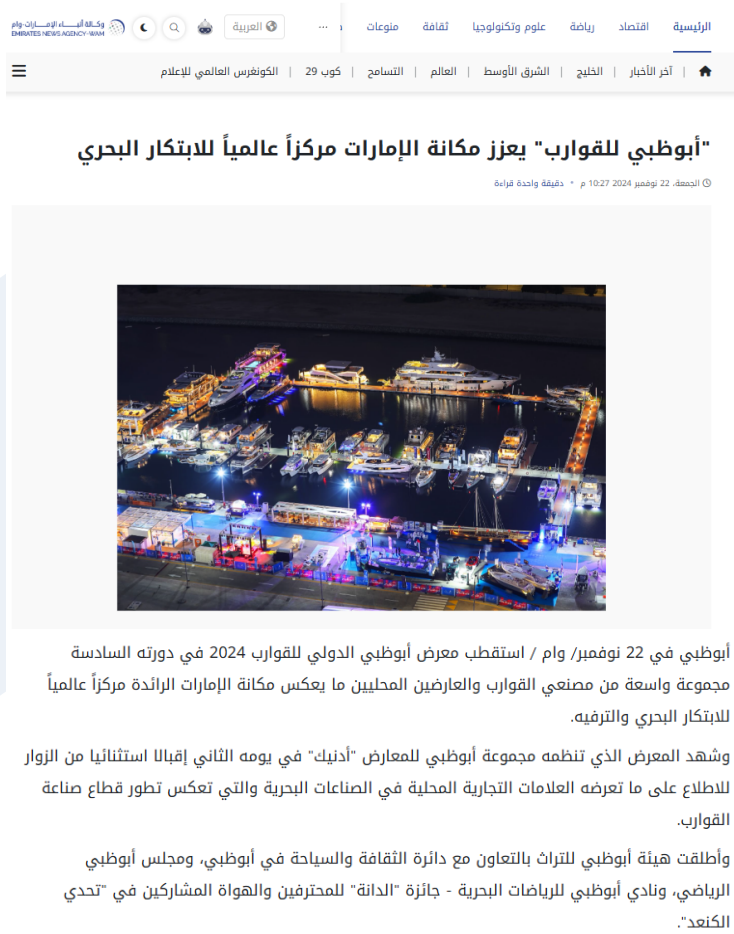 الرئيسية اقتصاد رياضة علوم وتكنولوجيا ثقافة منوعات ... العربية وكالة أنباء الإمارات-وام
EMIRATES NEWS AGENCY-WAM
آخر الأخبار | الخليج | الشرق الأوسط | العالم | التسامح | كوب 29 | الكونغرس العالمي للإعلام
"أبوظبي للقوارب" يعزز مكانة الإمارات مركزاً عالمياً للابتكار البحري
الجمعة، 22 نوفمبر 2024 10:27 م • دقيقة واحدة قراءة
أبوظبي في 22 نوفمبر/ وام / استقطب معرض أبوظبي الدولي للقوارب 2024 في دورته السادسة
مجموعة واسعة من مصنعي القوارب والعارضين المحليين ما يعكس مكانة الإمارات الرائدة مركزاً عالمياً
للابتكار البحري والترفيه.
وشهد المعرض الذي تنظمه مجموعة أبوظبي للمعارض "أدنيك" في يومه الثاني إقبالا استثنائيا من الزوار
للاطلاع على ما تعرضه العلامات التجارية المحلية في الصناعات البحرية والتي تعكس تطور قطاع صناعة
القوارب.
وأطلقت هيئة أبوظبي للتراث بالتعاون مع دائرة الثقافة والسياحة في أبوظبي، ومجلس أبوظبي
الرياضي، ونادي أبوظبي للرياضات البحرية - جائزة "الدانة" للمحترفين والهواة المشاركين في "تحدي
الكنعد".